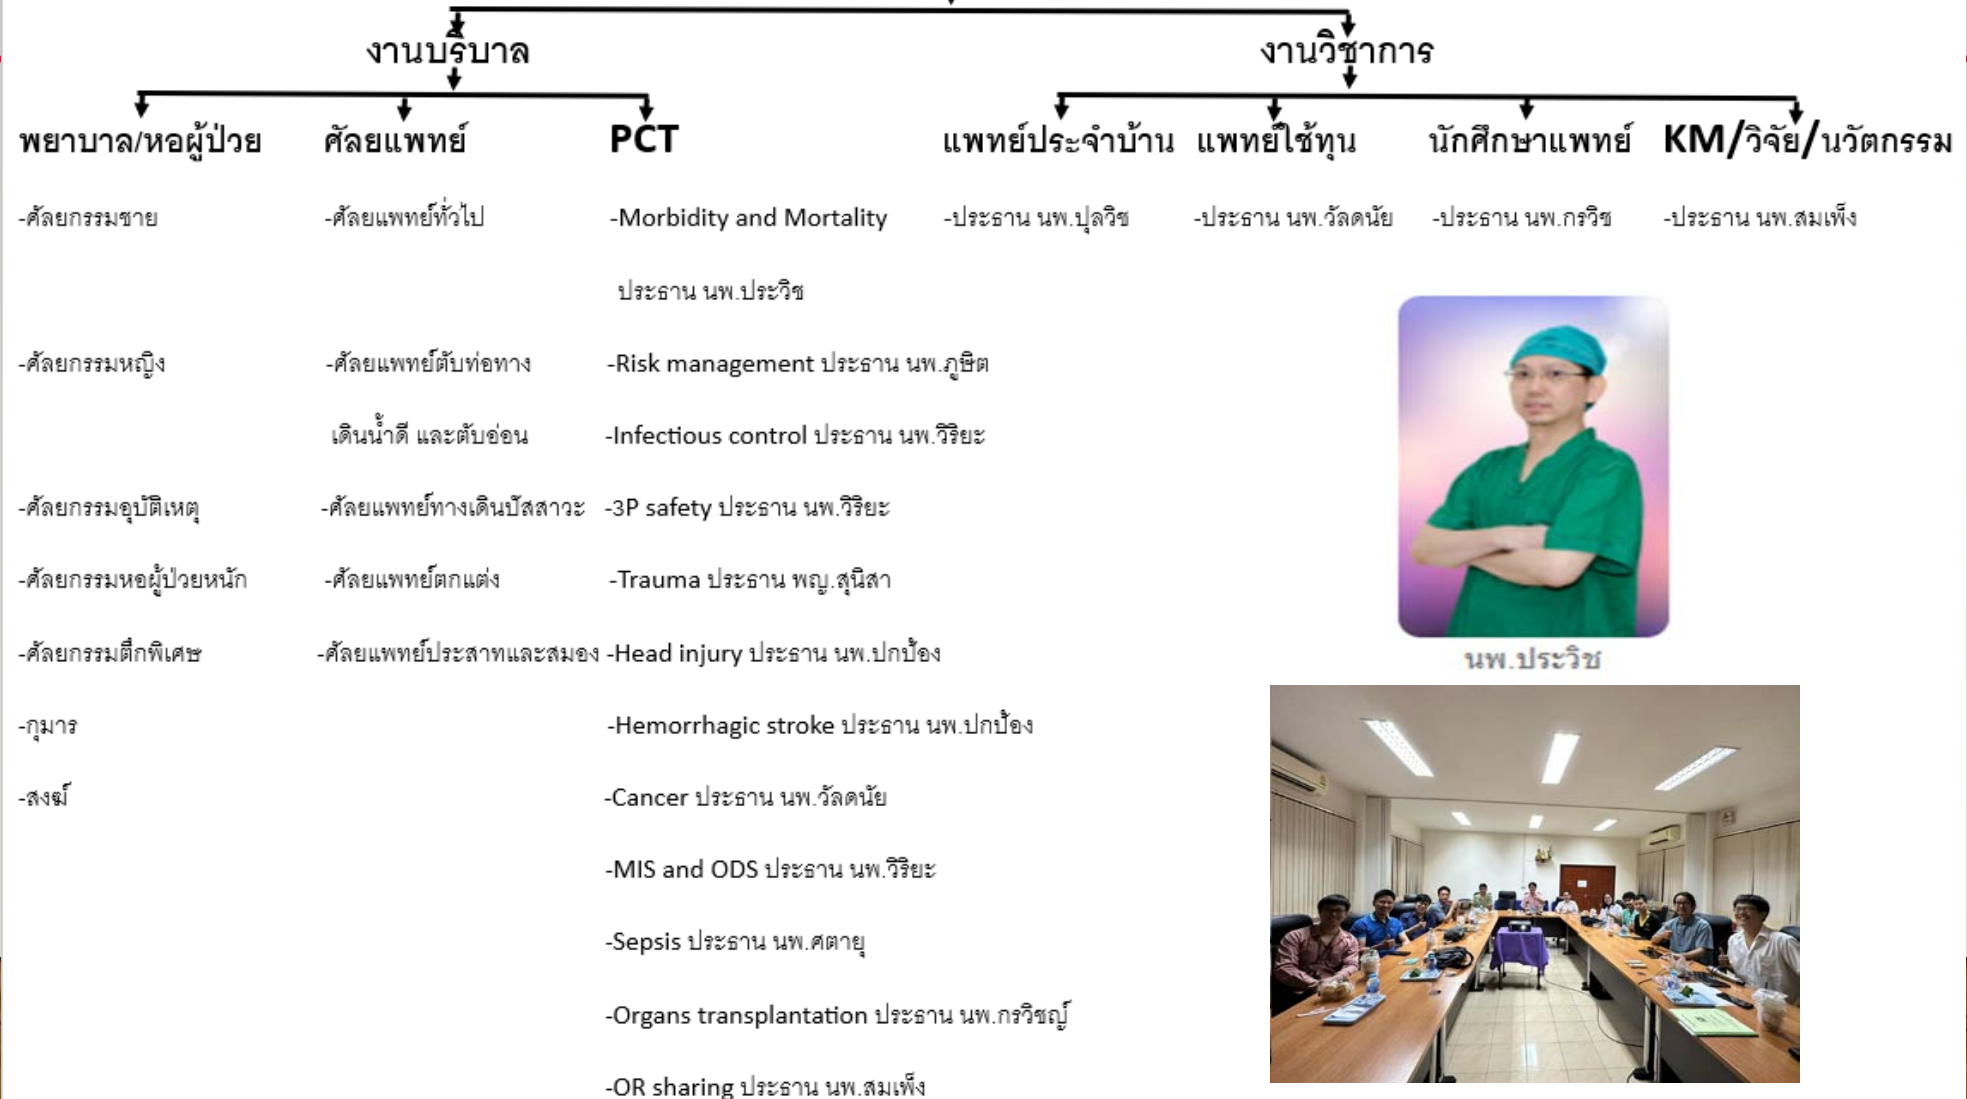 งานบริบาล งานวิชาการ
พยาบาล/หอผู้ป่วย ศัลยแพทย์ PCT แพทย์ประจำบ้าน แพทย์ใช้ทุน นักศึกษาแพทย์ KM/วิจัย/นวัตกรรม
-ศัลยกรรมชาย -ศัลยแพทย์ทั่วไป -Morbidity and Mortality -ประธาน นพ.ปุลวิช -ประธาน นพ.วัลดนัย -ประธาน นพ.กรวิช -ประธาน นพ.สมเพ็ง
ประธาน นพ.ประวิช
-ศัลยกรรมหญิง -ศัลยแพทย์ตับท่อทาง -Risk management ประธาน นพ.ภูษิต
เดินน้ำดี และตับอ่อน -Infectious control ประธาน นพ.วิริยะ
-ศัลยกรรมอุบัติเหตุ -ศัลยแพทย์ทางเดินปัสสาวะ -3P safety ประธาน นพ.วิริยะ
-ศัลยกรรมหอผู้ป่วยหนัก -ศัลยแพทย์ตกแต่ง -Trauma ประธาน พญ.สุนิสา
-ศัลยกรรมตึกพิเศษ -ศัลยแพทย์ประสาทและสมอง -Head injury ประธาน นพ.ปกป้อง
นพ.ประวิช
-กุมาร -Hemorrhagic stroke ประธาน นพ.ปกป้อง
-สงฆ์ -Cancer ประธาน นพ.วัลดนัย
-MIS and ODS ประธาน นพ.วิริยะ
-Sepsis ประธาน นพ.ศตายุ
-Organs transplantation ประธาน นพ.กรวิชญ์
-OR sharing ประธาน นพ.สมเพ็ง